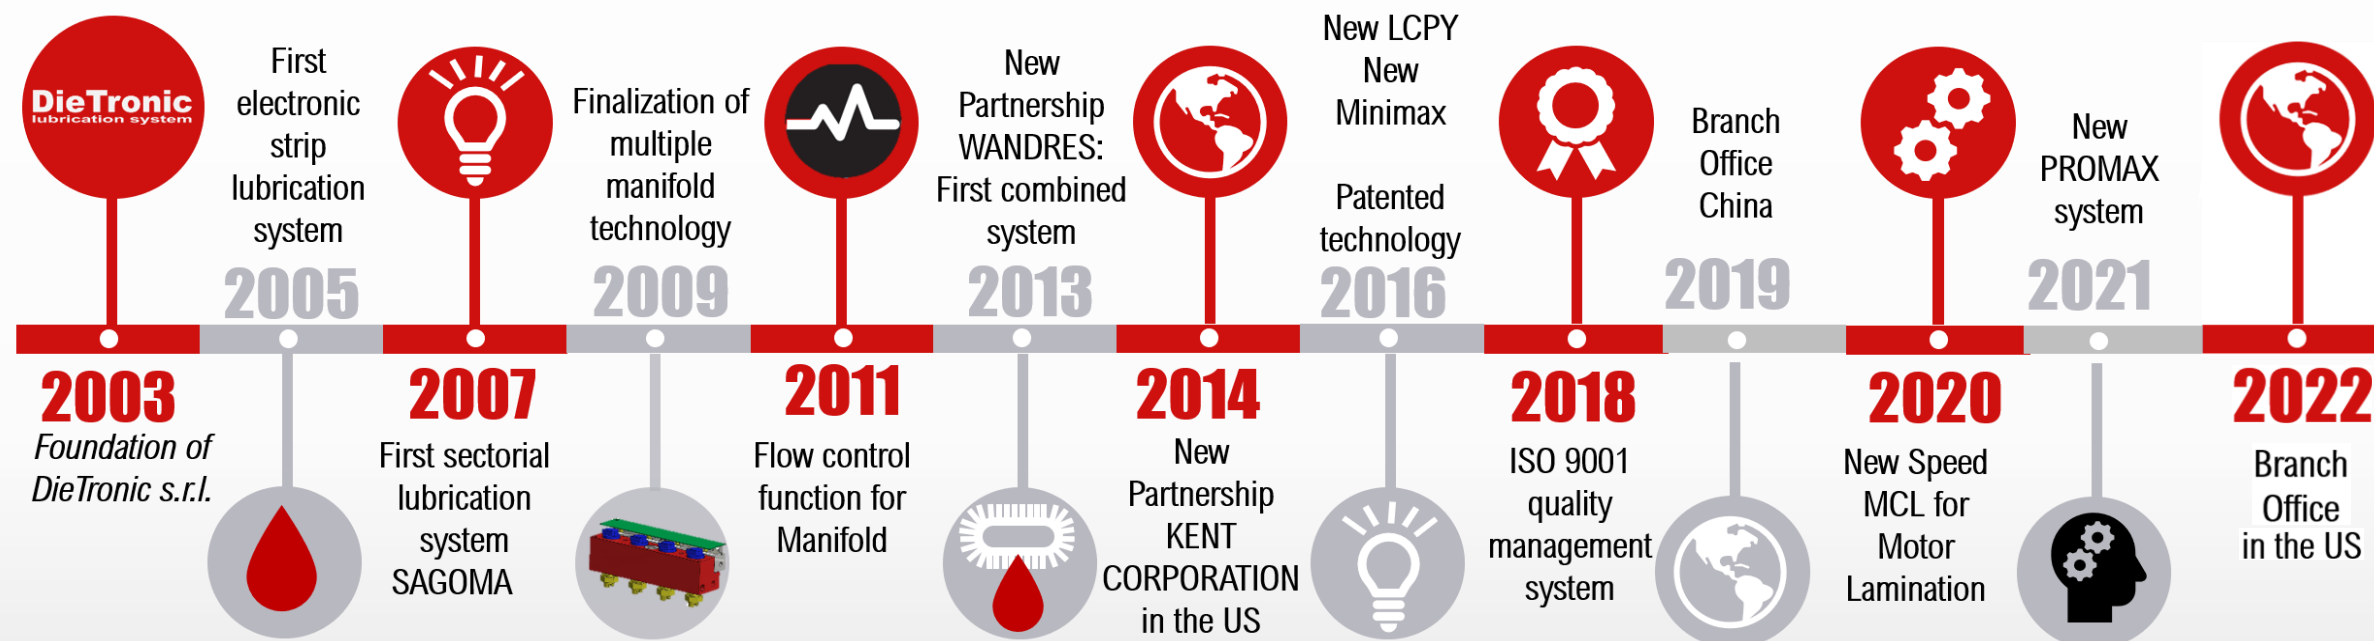 DieTronic
lubrication system
2003
Foundation of
DieTronic s.r.l.
First
electronic
strip
lubrication
system
2005
2007
First sectorial
lubrication
system
SAGOMA
Finalization of
multiple
manifold
technology
2009
2011
Flow control
function for
Manifold
New
Partnership
WANDRES:
First combined
system
2013
2014
New
Partnership
KENT
CORPORATION
in the US
New LCPY
New
Minimax
Patented
technology
2016
2018
ISO 9001
quality
management
system
Branch
Office
China
2019
2020
New Speed
MCL for
Motor
Lamination
New
PROMAX
system
2021
2022
Branch
Office
in the US